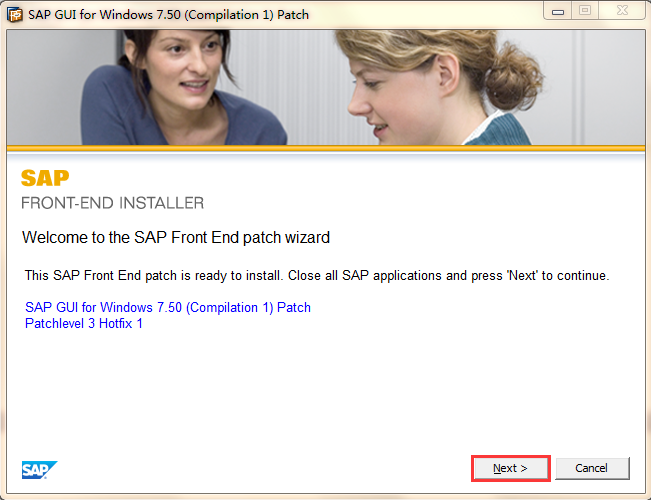 SAP GUI for Windows 7.50 (Compilation 1) Patch
SAP
FRONT-END INSTALLER
Welcome to the SAP Front End patch wizard
This SAP Front End patch is ready to install. Close all SAP applications and press 'Next' to continue.
SAP GUI for Windows 7.50 (Compilation 1) Patch
Patchlevel 3 Hotfix 1
SAP
Next >
Cancel